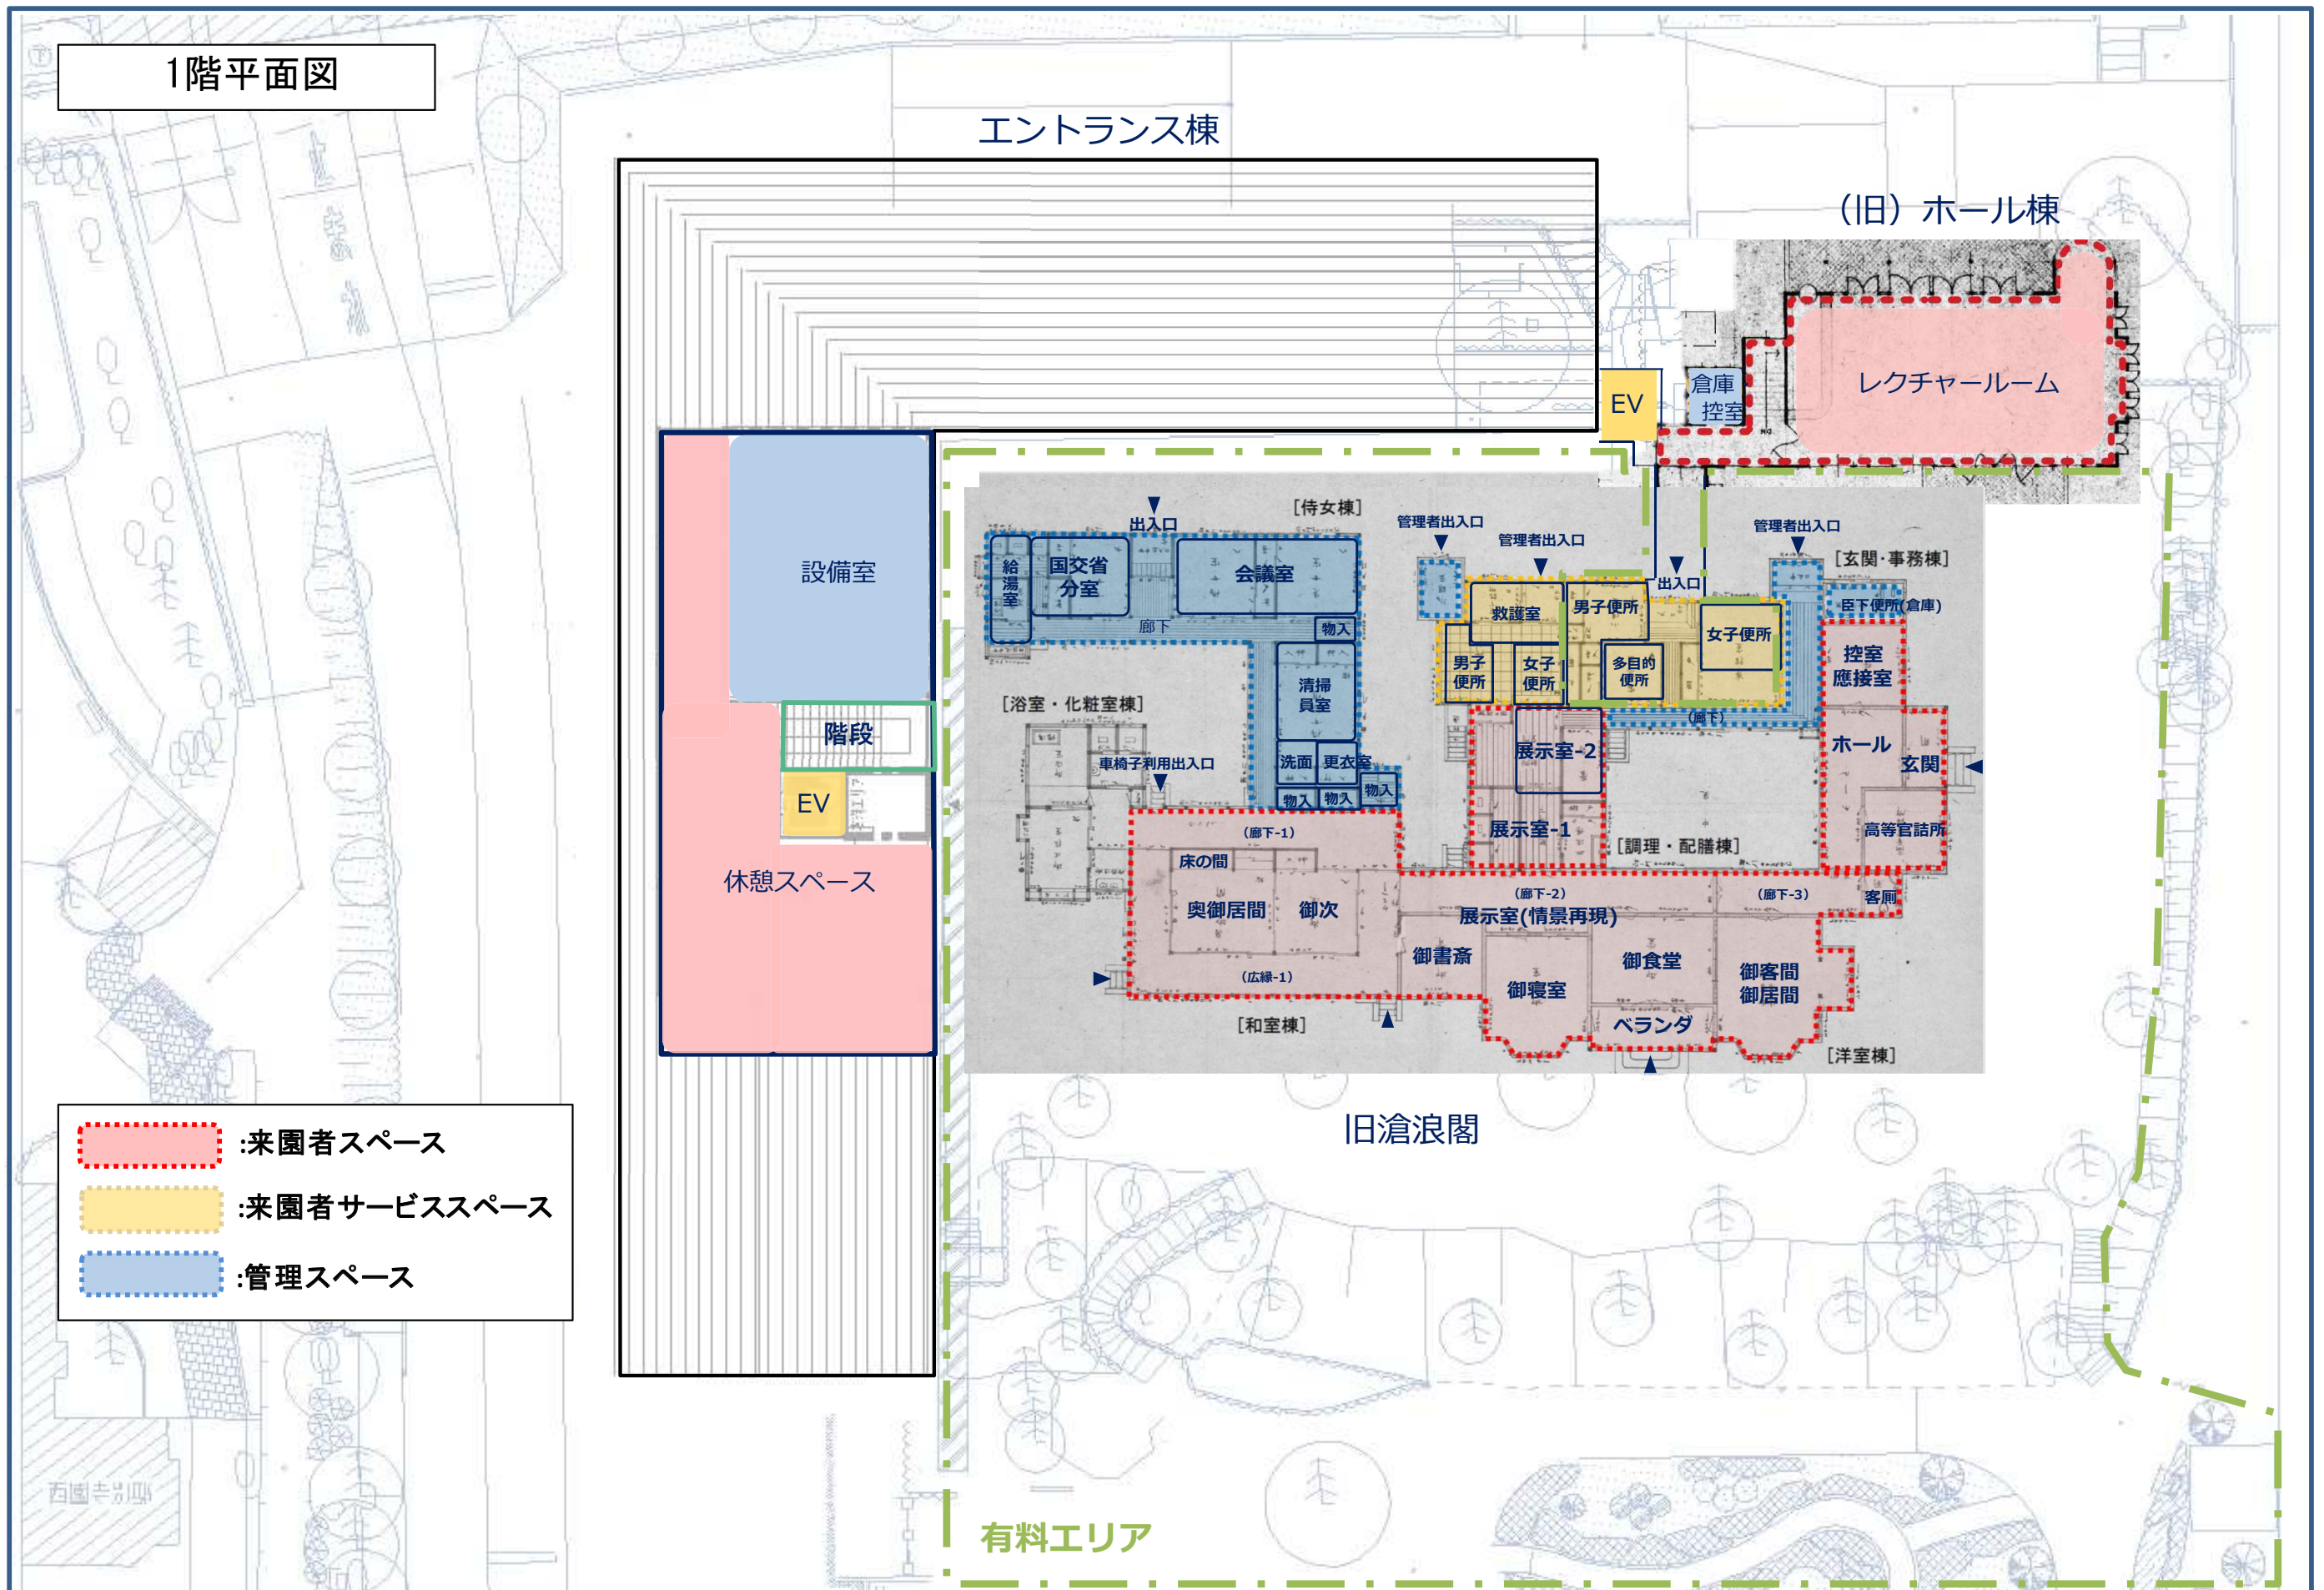 1階平面図
エントランス棟
(旧)ホール棟
EV
倉庫
控室
レクチャールーム
設備室
階段
EV
休憩スペース
[侍女棟]
出入口
給湯室
国交省
分室
会議室
廊下
物入
清掃
員室
洗面
更衣室
物入
物入
物入
[浴室・化粧室棟]
車椅子利用出入口
管理者出入口
管理者出入口
出入口
管理者出入口
[玄関・事務棟]
臣下便所(倉庫)
救護室
男子便所
女子便所
男子
便所
女子
便所
多目的
便所
(廊下)
控室
應接室
ホール
玄関
高等官詰所
展示室-2
展示室-1
[調理・配膳棟]
(廊下-1)
床の間
奥御居間
御次
(広縁-1)
[和室棟]
(廊下-2)
展示室(情景再現)
(廊下-3)
客厠
御書斎
御寝室
御食堂
ベランダ
御客間
御居間
[洋室棟]
旧滄浪閣
:来園者スペース
:来園者サービススペース
:管理スペース
西園寺別邸
有料エリア